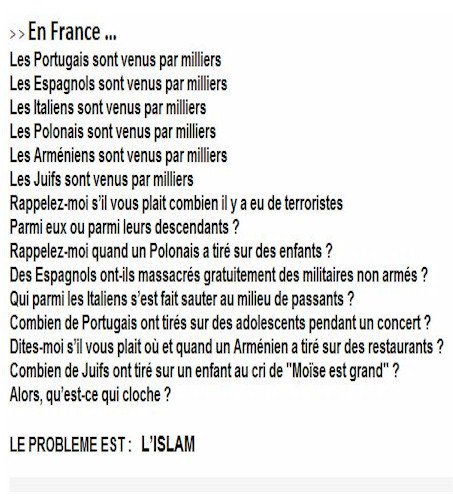 >> En France ...
Les Portugais sont venus par milliers
Les Espagnols sont venus par milliers
Les Italiens sont venus par milliers
Les Polonais sont venus par milliers
Les Arméniens sont venus par milliers
Les Juifs sont venus par milliers
Rappelez-moi s'il vous plait combien il y a eu de terroristes
Parmi eux ou parmi leurs descendants ?
Rappelez-moi quand un Polonais a tiré sur des enfants ?
Des Espagnols ont-ils massacrés gratuitement des militaires non armés ?
Qui parmi les Italiens s'est fait sauter au milieu de passants ?
Combien de Portugais ont tirés sur des adolescents pendant un concert ?
Dites-moi s'il vous plait où et quand un Arménien a tiré sur des restaurants ?
Combien de Juifs ont tiré sur un enfant au cri de "Moïse est grand" ?
Alors, qu'est-ce qui cloche ?
LE PROBLEME EST : L'ISLAM